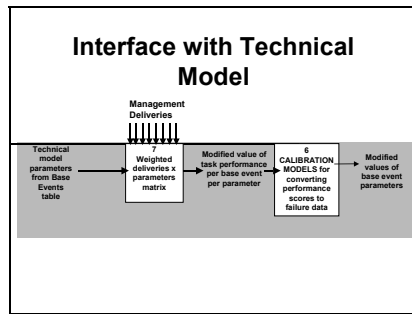 Interface with Technical
Model
Management
Deliveries
Technical
model
parameters
from Base
Events
table
7
Weighted
deliveries x
parameters
matrix
Modified value of
task performance
per base event
per parameter
6
CALIBRATION
MODELS for
converting
performance
scores to
failure data
Modified
values of
base event
parameters